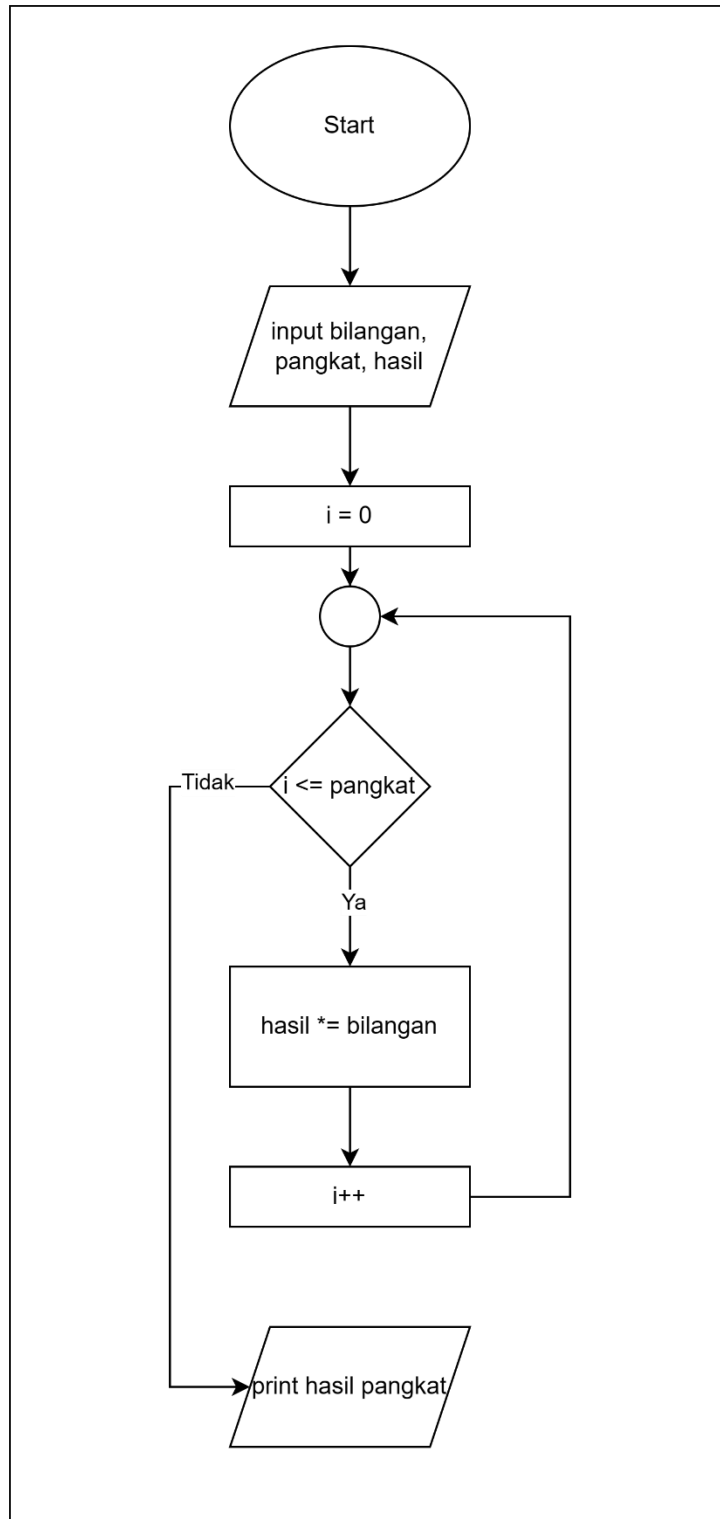 Start
input bilangan,
pangkat, hasil
i = 0
i <= pangkat
Tidak
Ya
hasil *= bilangan
i++
print hasil pangkat